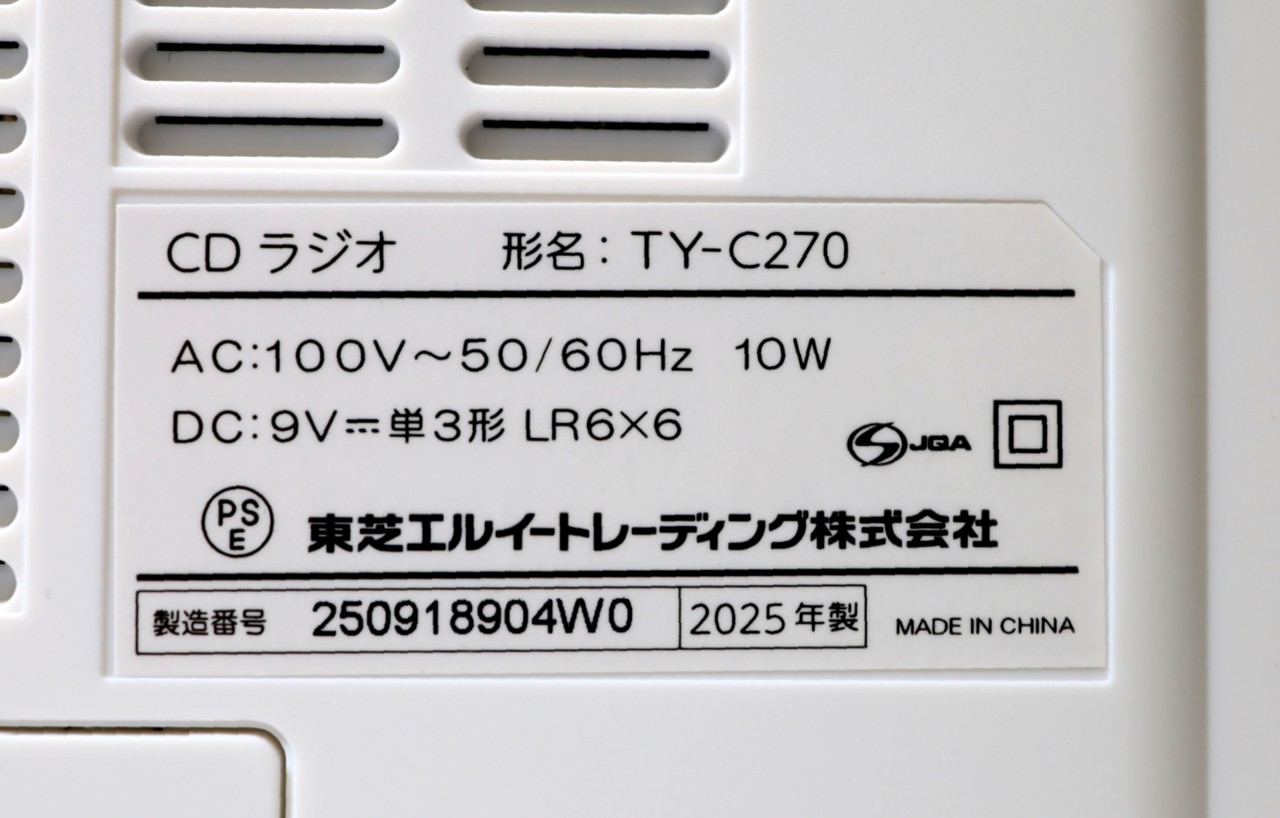 CD ラジオ 形名：TY-C270
AC:100V～50/60Hz 10W
DC:9V⎓単3形 LR6×6
JQA
PSE 東芝エルイートレーディング株式会社
製造番号 250918904W0 2025年製 MADE IN CHINA